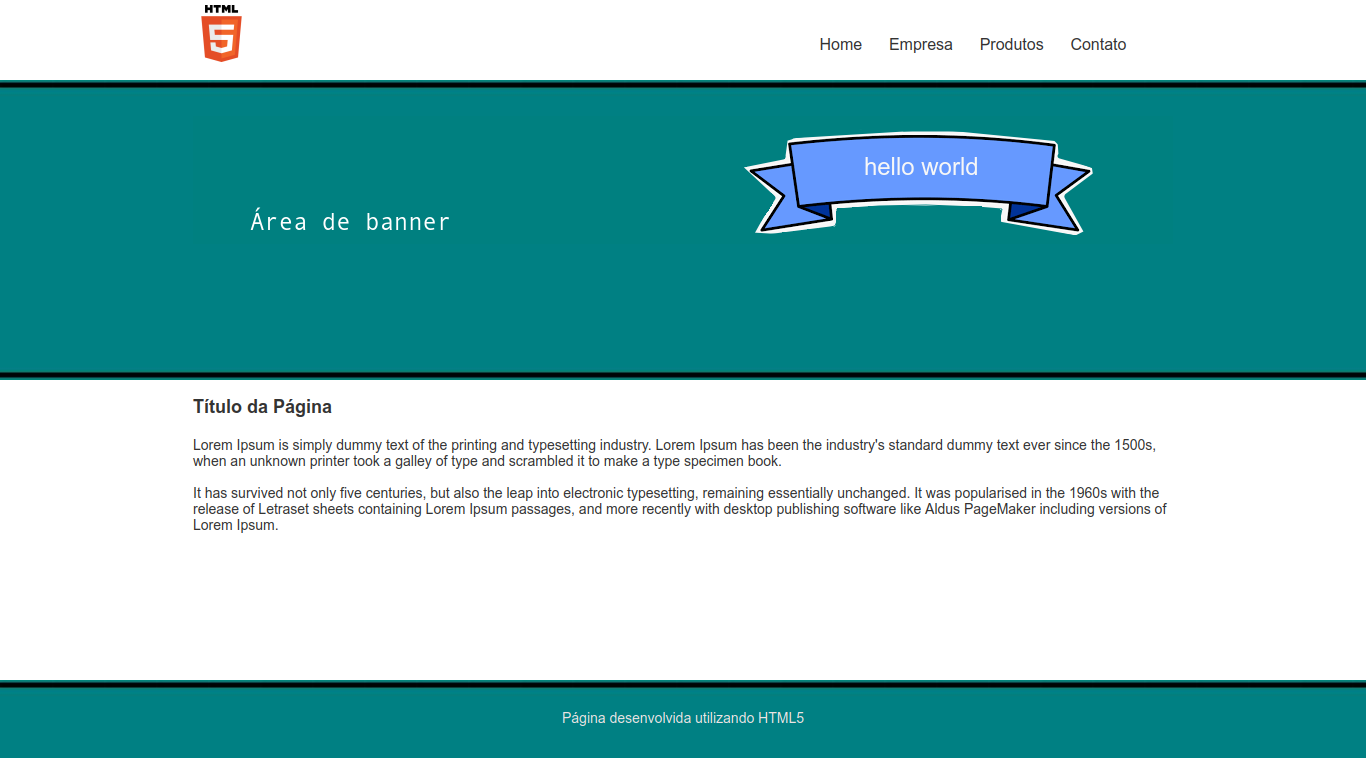 HTML
5
Home Empresa Produtos Contato
hello world
Área de banner
Título da Página
Lorem Ipsum is simply dummy text of the printing and typesetting industry. Lorem Ipsum has been the industry's standard dummy text ever since the 1500s,
when an unknown printer took a galley of type and scrambled it to make a type specimen book.
It has survived not only five centuries, but also the leap into electronic typesetting, remaining essentially unchanged. It was popularised in the 1960s with the
release of Letraset sheets containing Lorem Ipsum passages, and more recently with desktop publishing software like Aldus PageMaker including versions of
Lorem Ipsum.
Página desenvolvida utilizando HTML5